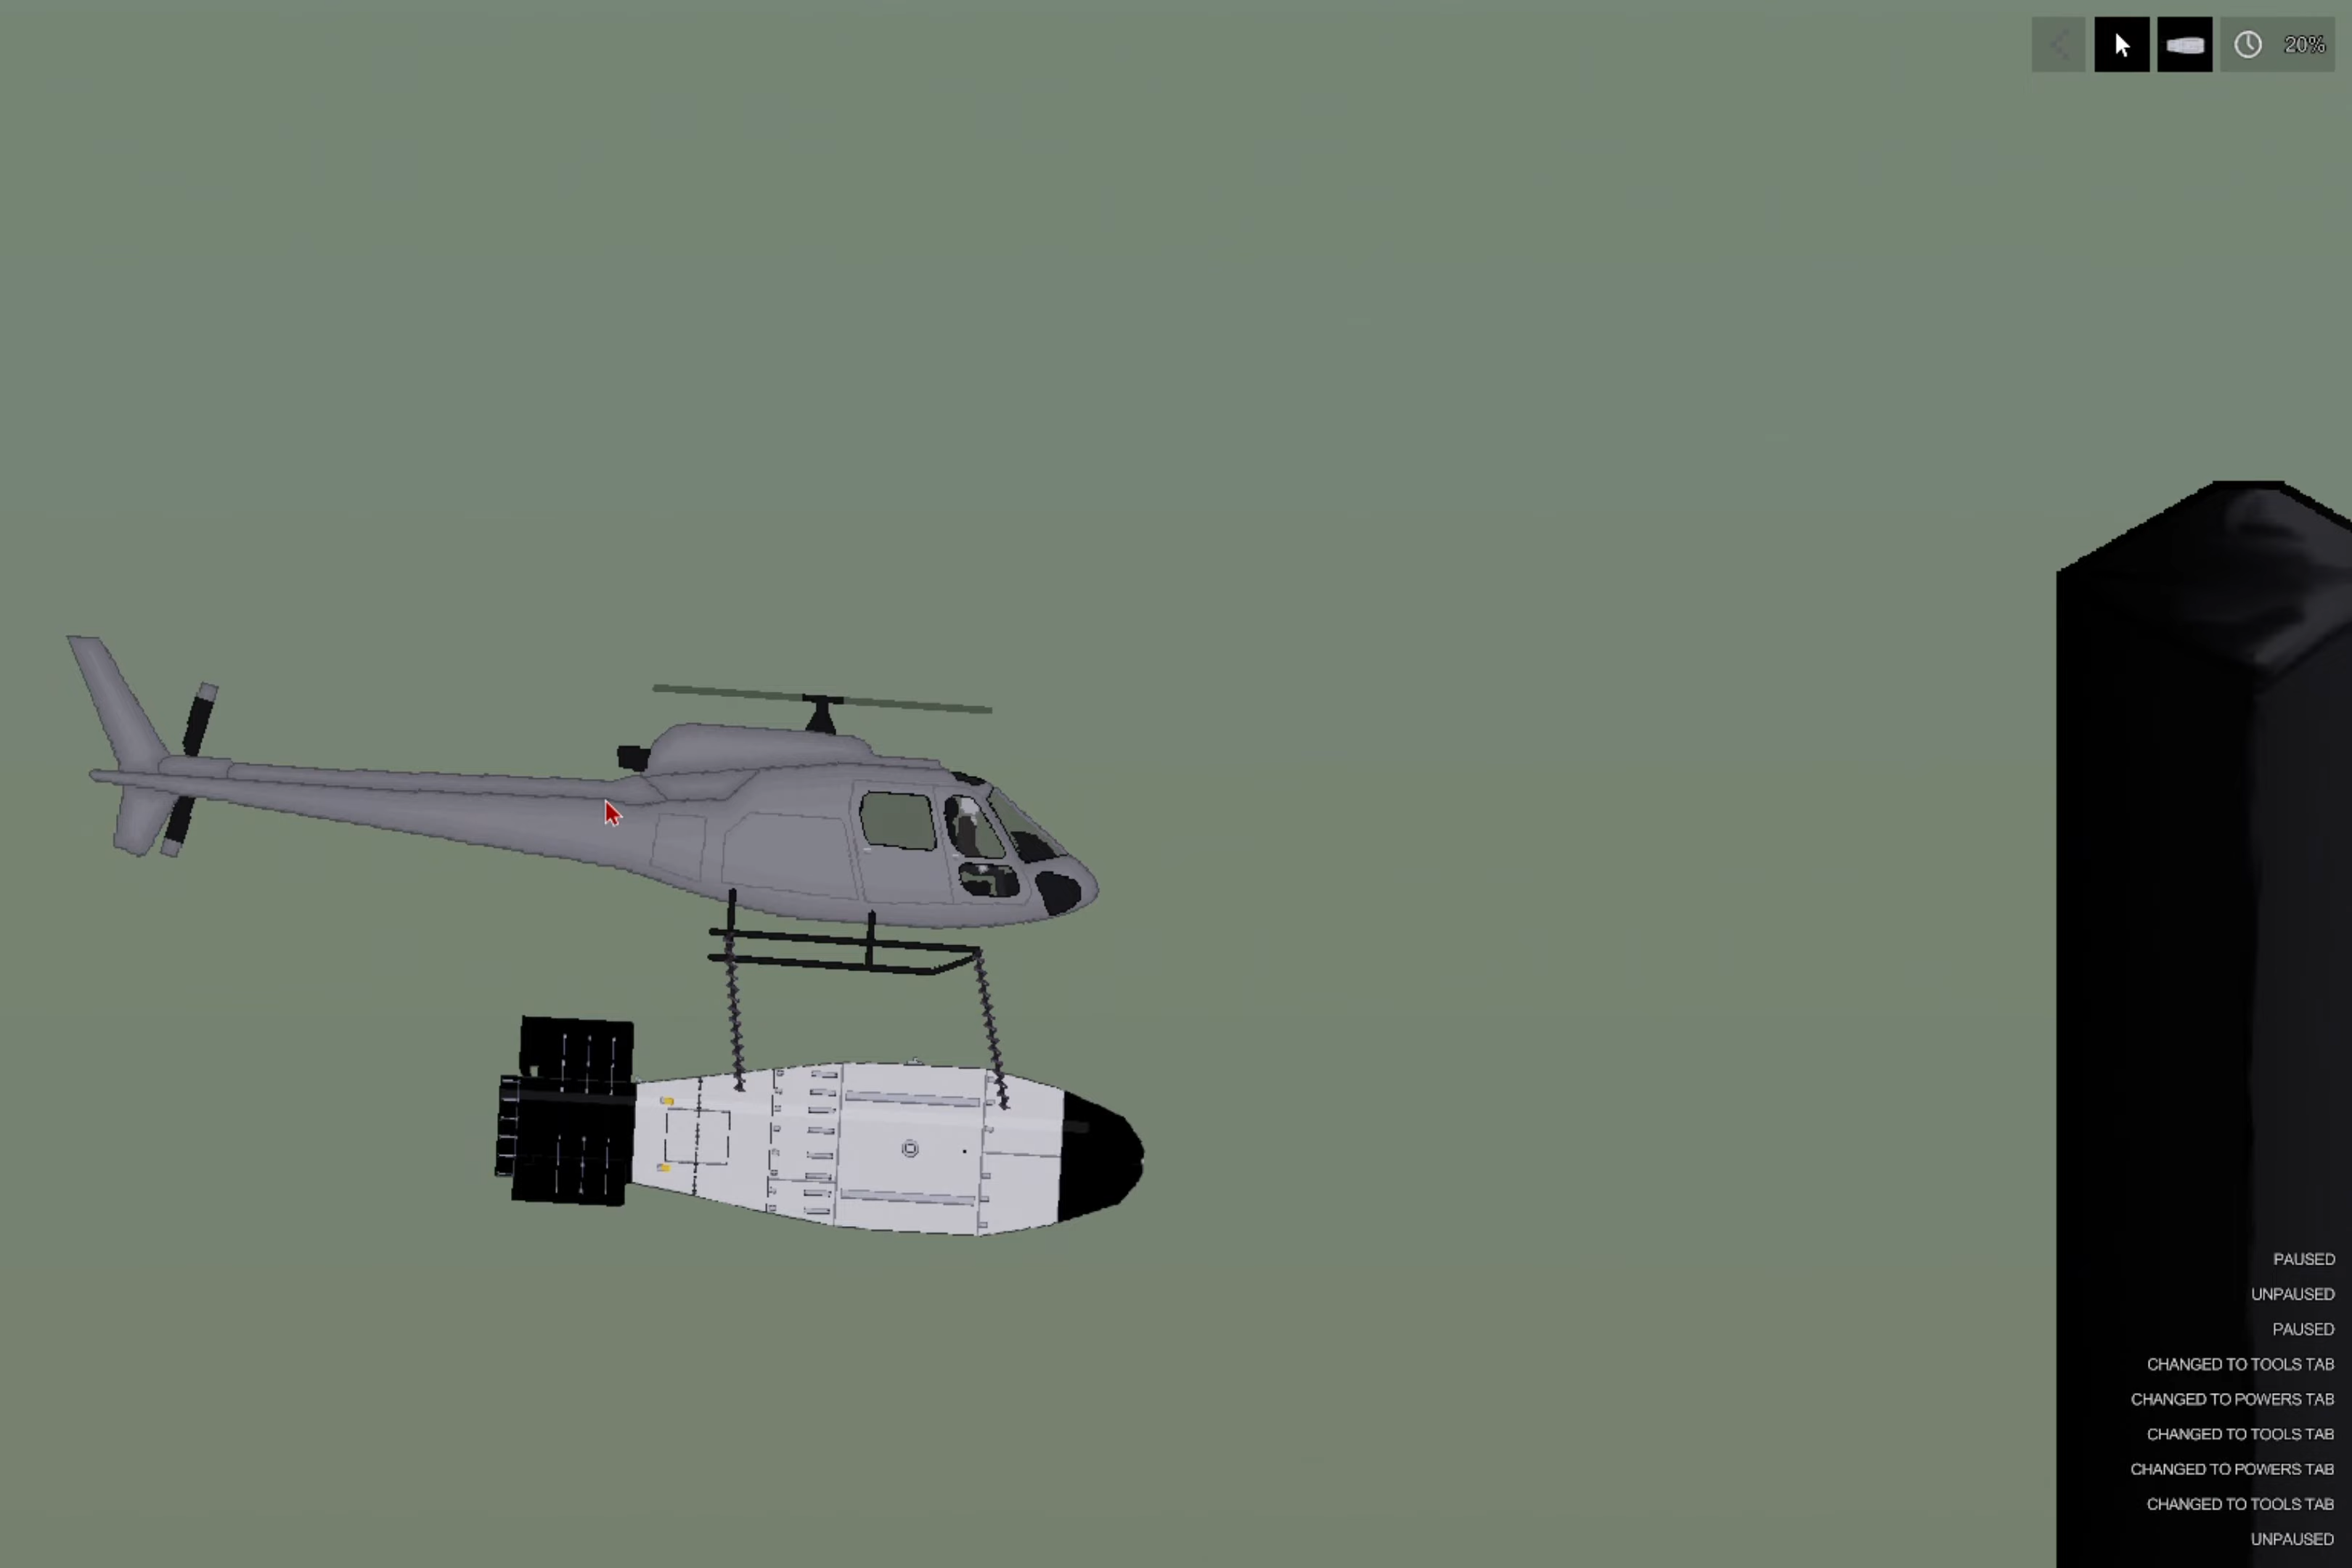 20%
PAUSED
UNPAUSED
PAUSED
CHANGED TO TOOLS TAB
CHANGED TO POWERS TAB
CHANGED TO TOOLS TAB
CHANGED TO POWERS TAB
CHANGED TO TOOLS TAB
UNPAUSED